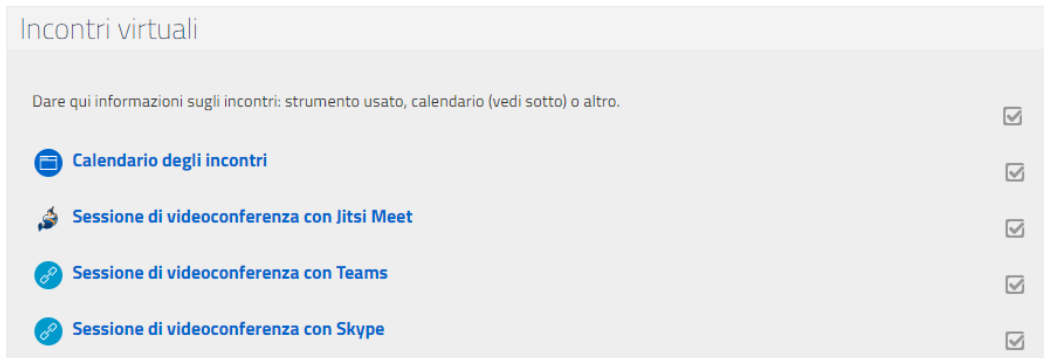 Incontri virtuali
Dare qui informazioni sugli incontri: strumento usato, calendario (vedi sotto) o altro.
Calendario degli incontri
Sessione di videoconferenza con Jitsi Meet
Sessione di videoconferenza con Teams
Sessione di videoconferenza con Skype